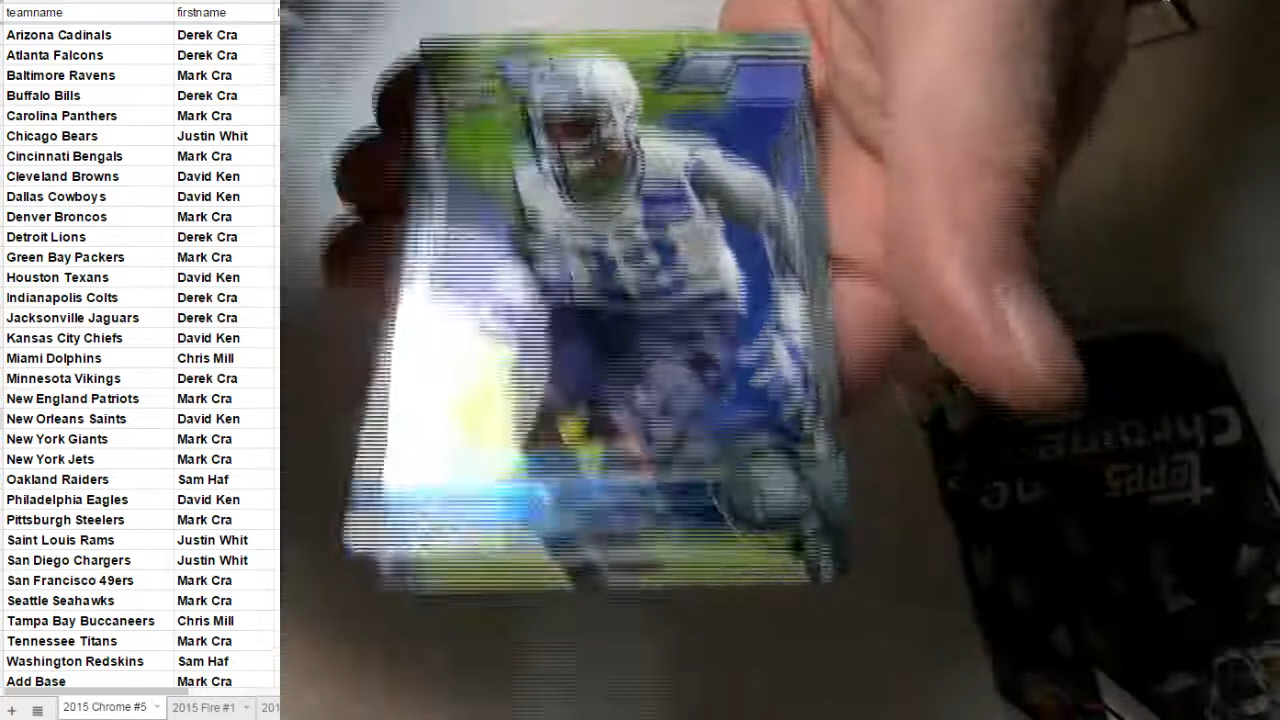 teamname firstname
Arizona Cadinals Derek Cra
Atlanta Falcons Derek Cra
Baltimore Ravens Mark Cra
Buffalo Bills Derek Cra
Carolina Panthers Mark Cra
Chicago Bears Justin Whit
Cincinnati Bengals Mark Cra
Cleveland Browns David Ken
Dallas Cowboys David Ken
Denver Broncos Mark Cra
Detroit Lions Derek Cra
Green Bay Packers Mark Cra
Houston Texans David Ken
Indianapolis Colts Derek Cra
Jacksonville Jaguars Derek Cra
Kansas City Chiefs David Ken
Miami Dolphins Chris Mill
Minnesota Vikings Derek Cra
New England Patriots Mark Cra
New Orleans Saints David Ken
New York Giants Mark Cra
New York Jets Mark Cra
Oakland Raiders Sam Haf
Philadelphia Eagles David Ken
Pittsburgh Steelers Mark Cra
Saint Louis Rams Justin Whit
San Diego Chargers Justin Whit
San Francisco 49ers Mark Cra
Seattle Seahawks Mark Cra
Tampa Bay Buccaneers Chris Mill
Tennessee Titans Mark Cra
Washington Redskins Sam Haf
Add Base Mark Cra
2015 Chrome #5 2015 Fire #1 201
Topps
Chrome